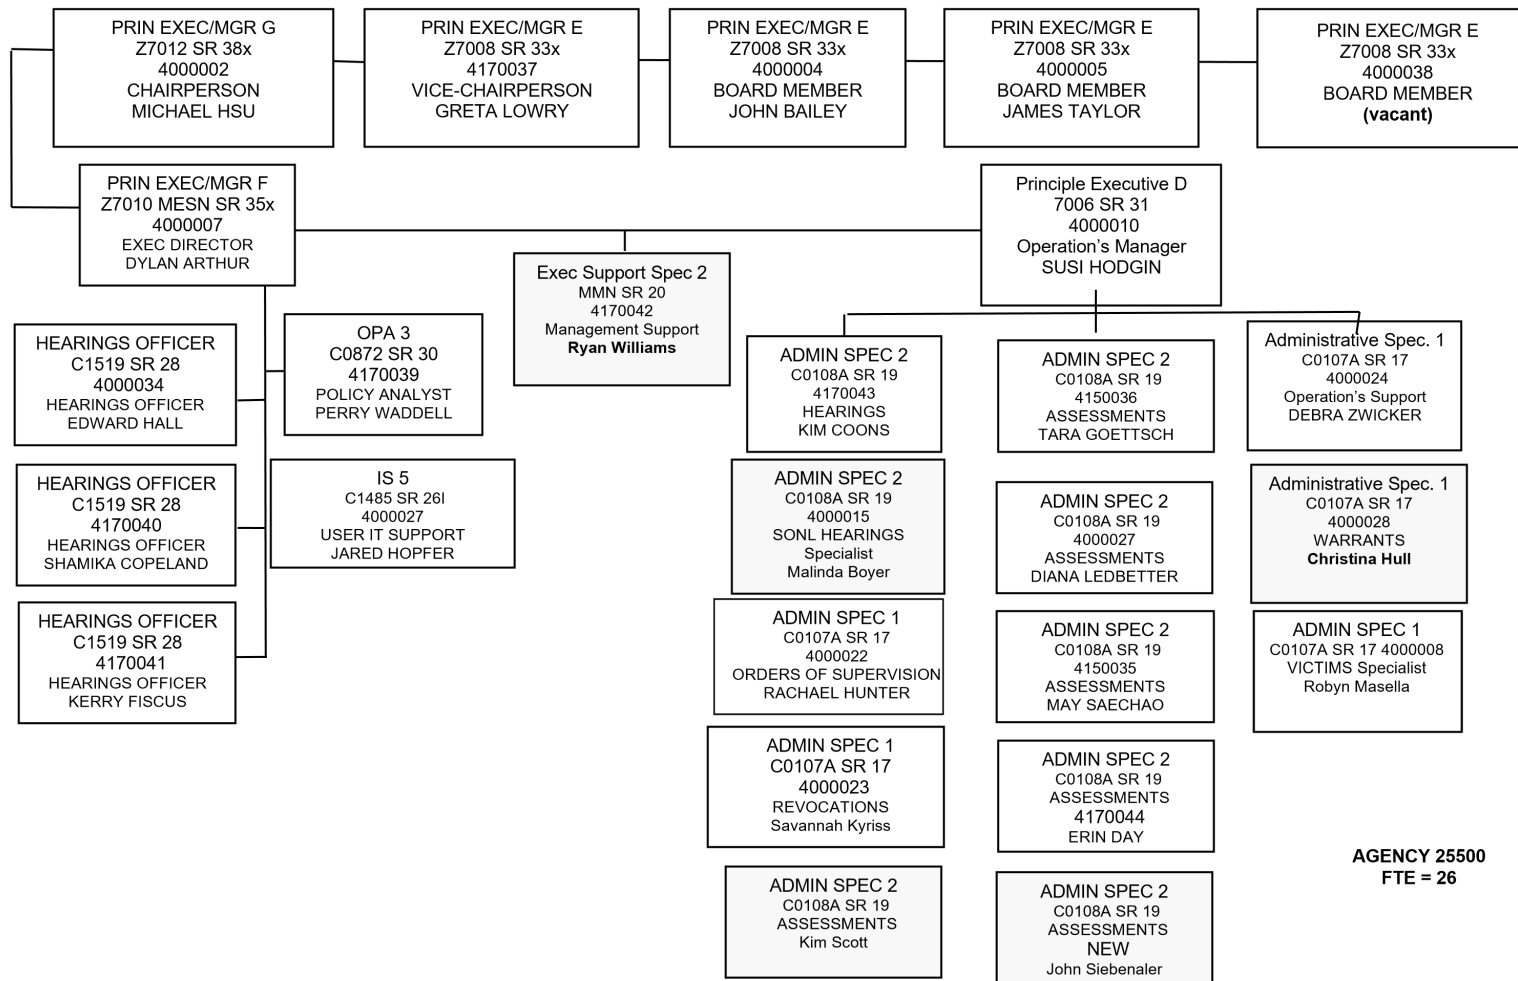 PRIN EXEC/MGR G
Z7012 SR 38x
4000002
CHAIRPERSON
MICHAEL HSU
PRIN EXEC/MGR E
Z7008 SR 33x
4170037
VICE-CHAIRPERSON
GRETA LOWRY
PRIN EXEC/MGR E
Z7008 SR 33x
4000004
BOARD MEMBER
JOHN BAILEY
PRIN EXEC/MGR E
Z7008 SR 33x
4000005
BOARD MEMBER
JAMES TAYLOR
PRIN EXEC/MGR E
Z7008 SR 33x
4000038
BOARD MEMBER
(vacant)
PRIN EXEC/MGR F
Z7010 MESN SR 35x
4000007
EXEC DIRECTOR
DYLAN ARTHUR
Principle Executive D
7006 SR 31
4000010
Operation’s Manager
SUSI HODGIN
Exec Support Spec 2
MMN SR 20
4170042
Management Support
Ryan Williams
HEARINGS OFFICER
C1519 SR 28
4000034
HEARINGS OFFICER
EDWARD HALL
OPA 3
C0872 SR 30
4170039
POLICY ANALYST
PERRY WADDELL
HEARINGS OFFICER
C1519 SR 28
4170040
HEARINGS OFFICER
SHAMIKA COPELAND
IS 5
C1485 SR 26I
4000027
USER IT SUPPORT
JARED HOPFER
HEARINGS OFFICER
C1519 SR 28
4170041
HEARINGS OFFICER
KERRY FISCUS
ADMIN SPEC 2
C0108A SR 19
4170043
HEARINGS
KIM COONS
ADMIN SPEC 2
C0108A SR 19
4000015
SONL HEARINGS
Specialist
Malinda Boyer
ADMIN SPEC 1
C0107A SR 17
4000022
ORDERS OF SUPERVISION
RACHAEL HUNTER
ADMIN SPEC 1
C0107A SR 17
4000023
REVOCATIONS
Savannah Kyriss
ADMIN SPEC 2
C0108A SR 19
ASSESSMENTS
Kim Scott
ADMIN SPEC 2
C0108A SR 19
4150036
ASSESSMENTS
TARA GOETTSCH
ADMIN SPEC 2
C0108A SR 19
4000027
ASSESSMENTS
DIANA LEDBETTER
ADMIN SPEC 2
C0108A SR 19
4150035
ASSESSMENTS
MAY SAECHAO
ADMIN SPEC 2
C0108A SR 19
ASSESSMENTS
4170044
ERIN DAY
ADMIN SPEC 2
C0108A SR 19
ASSESSMENTS
NEW
John Siebenaler
Administrative Spec. 1
C0107A SR 17
4000024
Operation’s Support
DEBRA ZWICKER
Administrative Spec. 1
C0107A SR 17
4000028
WARRANTS
Christina Hull
ADMIN SPEC 1
C0107A SR 17 4000008
VICTIMS Specialist
Robyn Masella
AGENCY 25500
FTE = 26